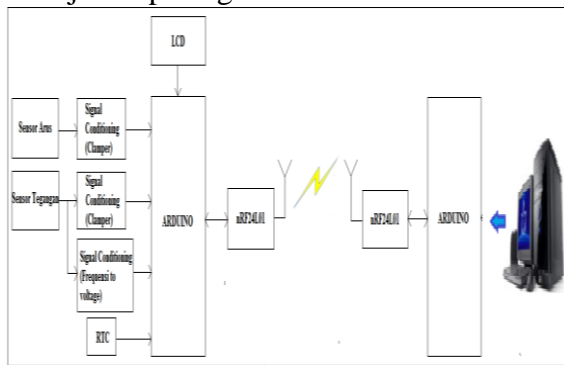 LCD
Sensor Arus
Signal
Conditioning
(Clamper)
Sensor Tegangan
Signal
Conditioning
(Clamper)
Signal Conditioning
(Frequensi to
voltage)
RTC
ARDUINO
nRF24L01
nRF24L01
ARDUINO